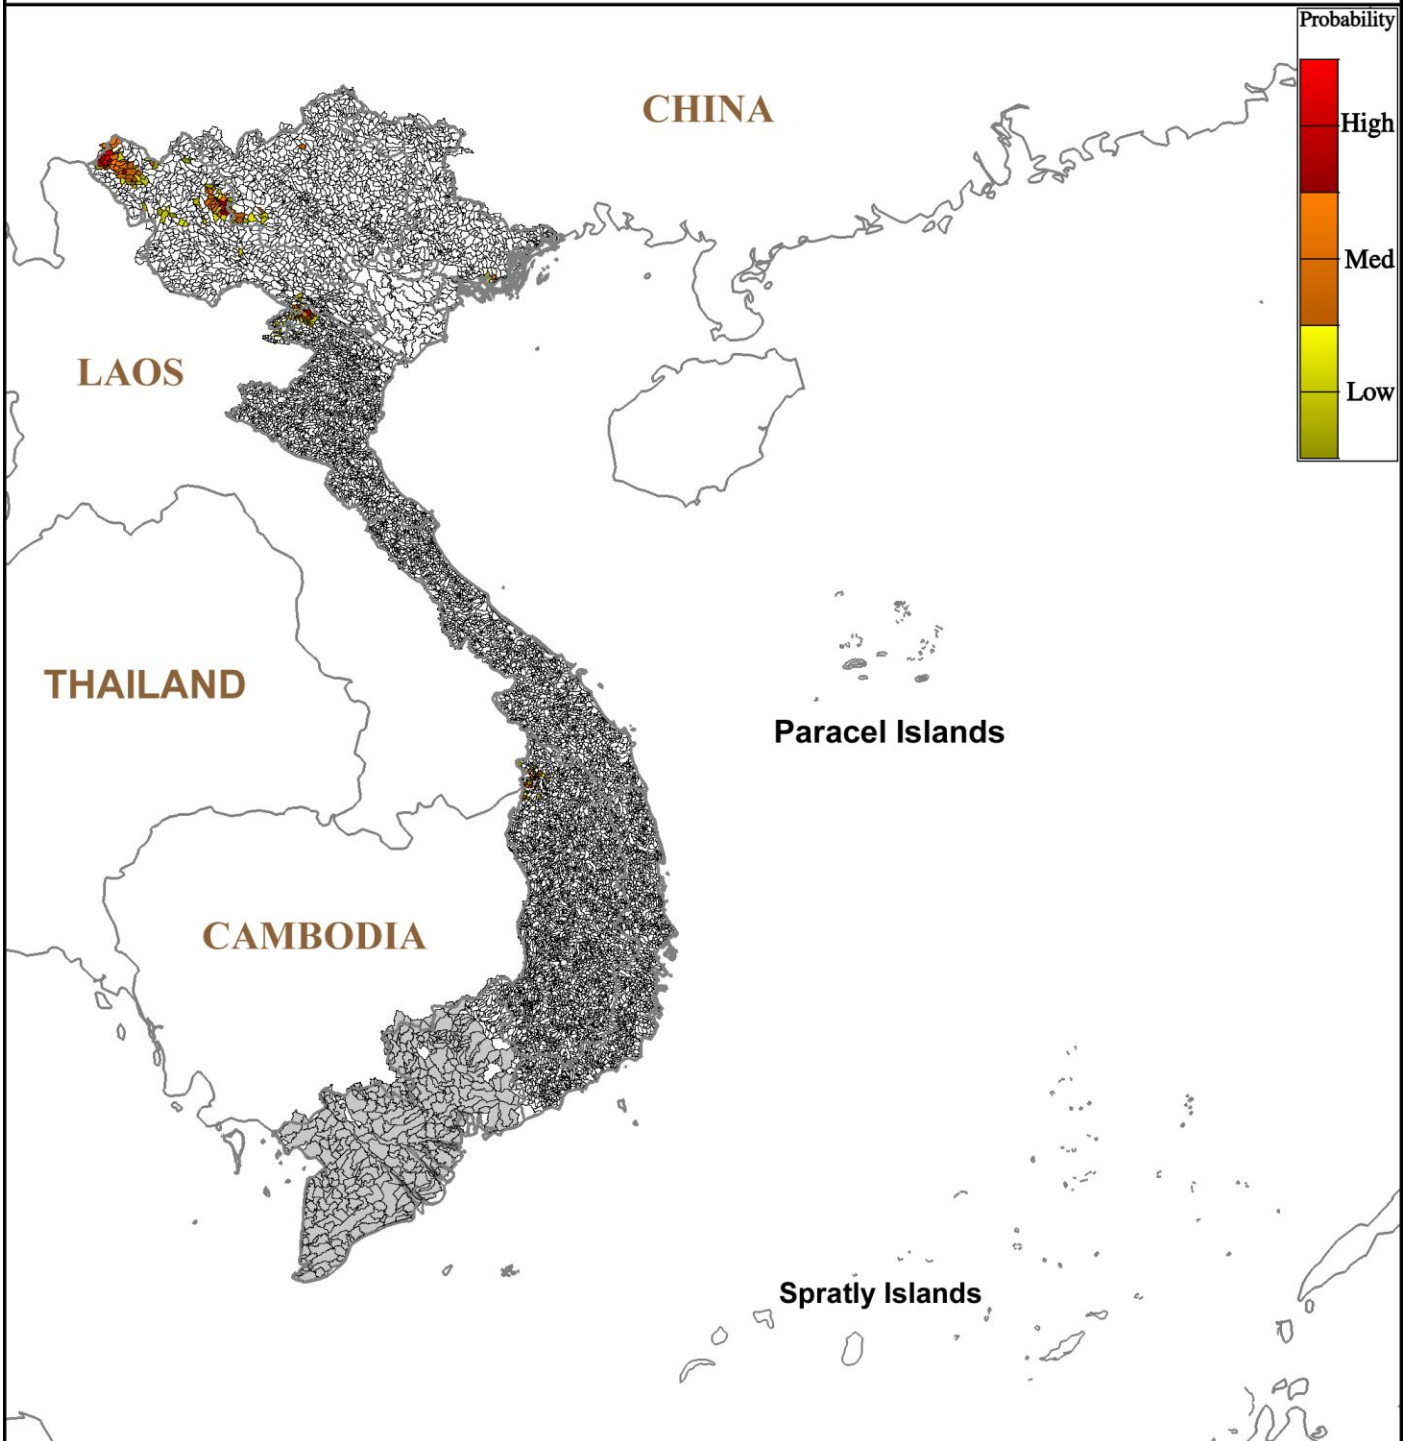 Probability
CHINA
High
Med
LAOS
Low
THAILAND
Paracel Islands
CAMBODIA
Spratly Islands